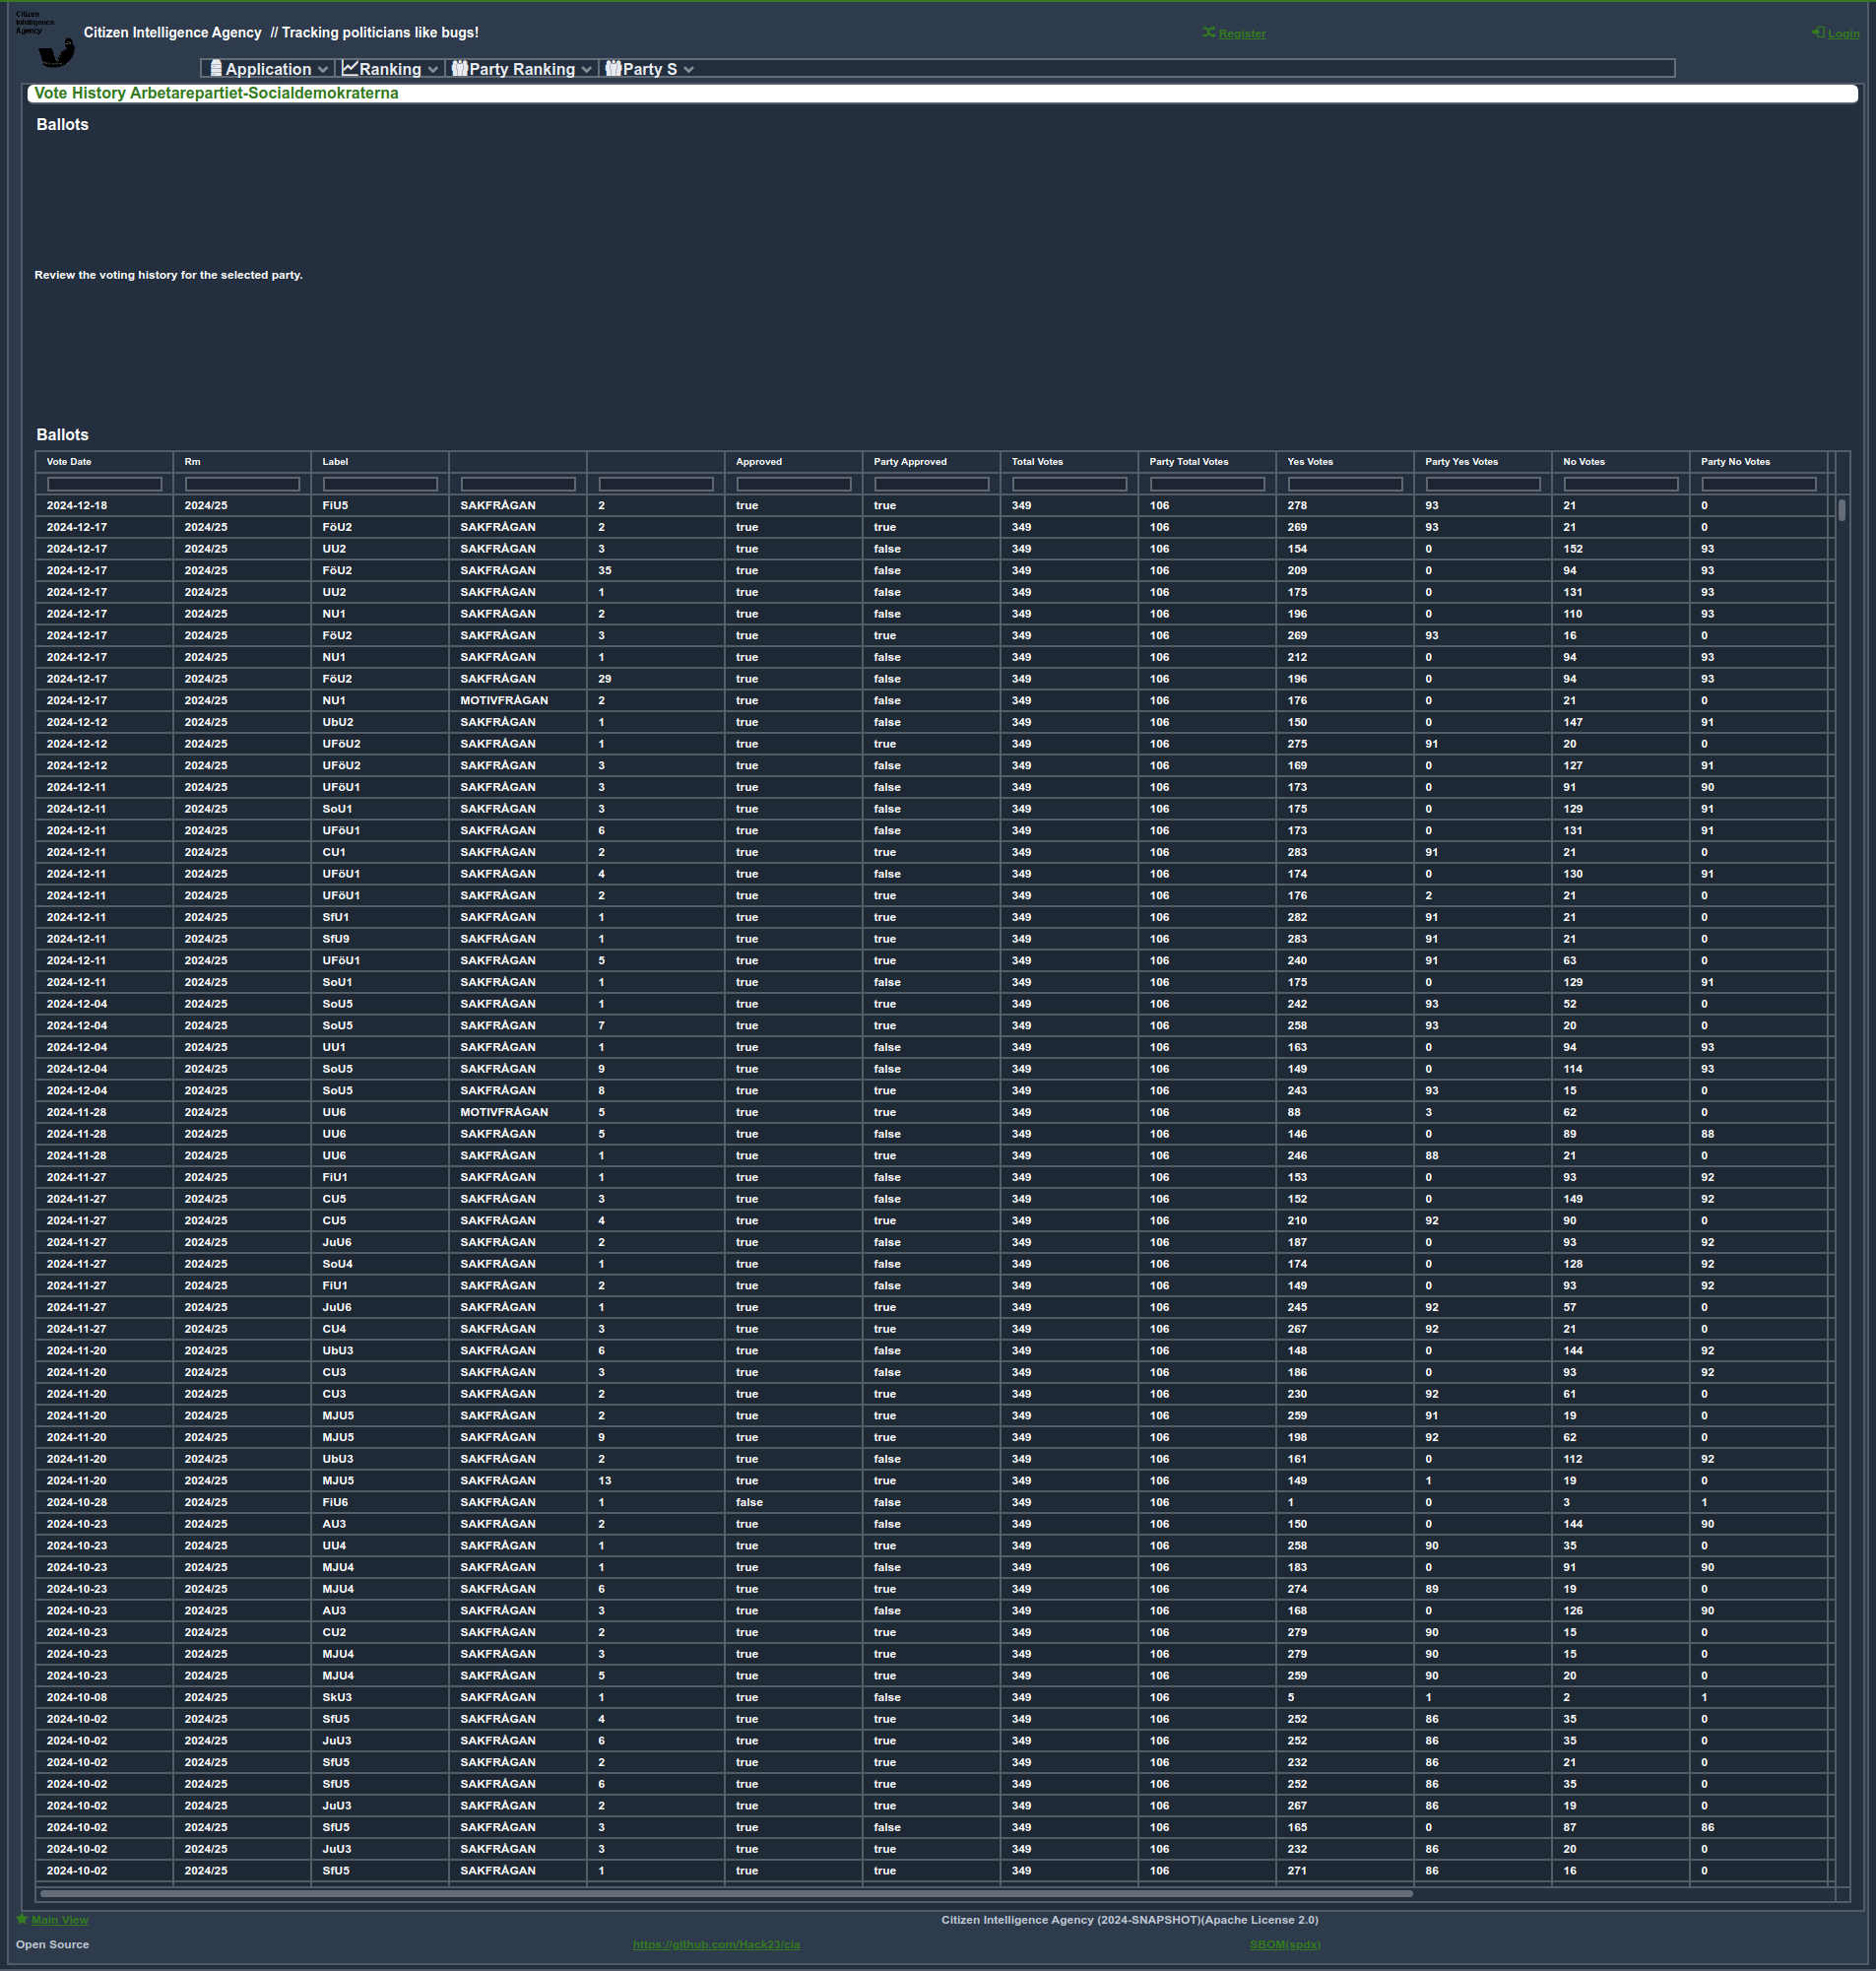 Citizen
Intelligence
Agency
Citizen Intelligence Agency // Tracking politicians like bugs!
Register
Login
Application Ranking Party Ranking Party S
Vote History Arbetarepartiet-Socialdemokraterna
Ballots
Review the voting history for the selected party.
Ballots
Vote Date Rm Label Approved Party Approved Total Votes Party Total Votes Yes Votes Party Yes Votes No Votes Party No Votes
2024-12-18 2024/25 FiU5 SAKFRÅGAN 2 true true 349 106 278 93 21 0
2024-12-17 2024/25 FöU2 SAKFRÅGAN 2 true true 349 106 269 93 21 0
2024-12-17 2024/25 UU2 SAKFRÅGAN 3 true false 349 106 154 0 152 93
2024-12-17 2024/25 FöU2 SAKFRÅGAN 35 true false 349 106 209 0 94 93
2024-12-17 2024/25 UU2 SAKFRÅGAN 1 true false 349 106 175 0 131 93
2024-12-17 2024/25 NU1 SAKFRÅGAN 2 true false 349 106 196 0 110 93
2024-12-17 2024/25 FöU2 SAKFRÅGAN 3 true true 349 106 269 93 16 0
2024-12-17 2024/25 NU1 SAKFRÅGAN 1 true false 349 106 212 0 94 93
2024-12-17 2024/25 FöU2 SAKFRÅGAN 29 true false 349 106 196 0 94 93
2024-12-17 2024/25 NU1 MOTIVFRÅGAN 2 true false 349 106 176 0 21 0
2024-12-12 2024/25 UbU2 SAKFRÅGAN 1 true false 349 106 150 0 147 91
2024-12-12 2024/25 UFöU2 SAKFRÅGAN 1 true true 349 106 275 91 20 0
2024-12-12 2024/25 UFöU2 SAKFRÅGAN 3 true false 349 106 169 0 127 91
2024-12-11 2024/25 UFöU1 SAKFRÅGAN 3 true false 349 106 173 0 91 90
2024-12-11 2024/25 SoU1 SAKFRÅGAN 3 true false 349 106 175 0 129 91
2024-12-11 2024/25 UFöU1 SAKFRÅGAN 6 true false 349 106 173 0 131 91
2024-12-11 2024/25 CU1 SAKFRÅGAN 2 true true 349 106 283 91 21 0
2024-12-11 2024/25 UFöU1 SAKFRÅGAN 4 true false 349 106 174 0 130 91
2024-12-11 2024/25 UFöU1 SAKFRÅGAN 2 true true 349 106 176 2 21 0
2024-12-11 2024/25 SfU1 SAKFRÅGAN 1 true true 349 106 282 91 21 0
2024-12-11 2024/25 SfU9 SAKFRÅGAN 1 true true 349 106 283 91 21 0
2024-12-11 2024/25 UFöU1 SAKFRÅGAN 5 true true 349 106 240 91 63 0
2024-12-11 2024/25 SoU1 SAKFRÅGAN 1 true false 349 106 175 0 129 91
2024-12-04 2024/25 SoU5 SAKFRÅGAN 1 true true 349 106 242 93 52 0
2024-12-04 2024/25 SoU5 SAKFRÅGAN 7 true true 349 106 258 93 20 0
2024-12-04 2024/25 UU1 SAKFRÅGAN 1 true false 349 106 163 0 94 93
2024-12-04 2024/25 SoU5 SAKFRÅGAN 9 true false 349 106 149 0 114 93
2024-12-04 2024/25 SoU5 SAKFRÅGAN 8 true true 349 106 243 93 15 0
2024-11-28 2024/25 UU6 MOTIVFRÅGAN 5 true true 349 106 88 3 62 0
2024-11-28 2024/25 UU6 SAKFRÅGAN 5 true false 349 106 146 0 89 88
2024-11-28 2024/25 UU6 SAKFRÅGAN 1 true true 349 106 246 88 21 0
2024-11-27 2024/25 FiU1 SAKFRÅGAN 1 true false 349 106 153 0 93 92
2024-11-27 2024/25 CU5 SAKFRÅGAN 3 true false 349 106 152 0 149 92
2024-11-27 2024/25 CU5 SAKFRÅGAN 4 true true 349 106 210 92 90 0
2024-11-27 2024/25 JuU6 SAKFRÅGAN 2 true false 349 106 187 0 93 92
2024-11-27 2024/25 SoU4 SAKFRÅGAN 1 true false 349 106 174 0 128 92
2024-11-27 2024/25 FiU1 SAKFRÅGAN 2 true false 349 106 149 0 93 92
2024-11-27 2024/25 JuU6 SAKFRÅGAN 1 true true 349 106 245 92 57 0
2024-11-27 2024/25 CU4 SAKFRÅGAN 3 true true 349 106 267 92 21 0
2024-11-20 2024/25 UbU3 SAKFRÅGAN 6 true false 349 106 148 0 144 92
2024-11-20 2024/25 CU3 SAKFRÅGAN 3 true false 349 106 186 0 93 92
2024-11-20 2024/25 CU3 SAKFRÅGAN 2 true true 349 106 230 92 61 0
2024-11-20 2024/25 MJU5 SAKFRÅGAN 2 true true 349 106 259 91 19 0
2024-11-20 2024/25 MJU5 SAKFRÅGAN 9 true true 349 106 198 92 62 0
2024-11-20 2024/25 UbU3 SAKFRÅGAN 2 true false 349 106 161 0 112 92
2024-11-20 2024/25 MJU5 SAKFRÅGAN 13 true true 349 106 149 1 19 0
2024-10-28 2024/25 FiU6 SAKFRÅGAN 1 false false 349 106 1 0 3 1
2024-10-23 2024/25 AU3 SAKFRÅGAN 2 true false 349 106 150 0 144 90
2024-10-23 2024/25 UU4 SAKFRÅGAN 1 true true 349 106 258 90 35 0
2024-10-23 2024/25 MJU4 SAKFRÅGAN 1 true false 349 106 183 0 91 90
2024-10-23 2024/25 MJU4 SAKFRÅGAN 6 true true 349 106 274 89 19 0
2024-10-23 2024/25 AU3 SAKFRÅGAN 3 true false 349 106 168 0 126 90
2024-10-23 2024/25 CU2 SAKFRÅGAN 2 true true 349 106 279 90 15 0
2024-10-23 2024/25 MJU4 SAKFRÅGAN 3 true true 349 106 279 90 15 0
2024-10-23 2024/25 MJU4 SAKFRÅGAN 5 true true 349 106 259 90 20 0
2024-10-08 2024/25 SkU3 SAKFRÅGAN 1 true false 349 106 5 1 2 1
2024-10-02 2024/25 SfU5 SAKFRÅGAN 4 true true 349 106 252 86 35 0
2024-10-02 2024/25 JuU3 SAKFRÅGAN 6 true true 349 106 252 86 35 0
2024-10-02 2024/25 SfU5 SAKFRÅGAN 2 true true 349 106 232 86 21 0
2024-10-02 2024/25 SfU5 SAKFRÅGAN 6 true true 349 106 252 86 35 0
2024-10-02 2024/25 JuU3 SAKFRÅGAN 2 true true 349 106 267 86 19 0
2024-10-02 2024/25 SfU5 SAKFRÅGAN 3 true false 349 106 165 0 87 86
2024-10-02 2024/25 JuU3 SAKFRÅGAN 3 true true 349 106 232 86 20 0
2024-10-02 2024/25 SfU5 SAKFRÅGAN 1 true true 349 106 271 86 16 0
Main View
Citizen Intelligence Agency (2024-SNAPSHOT)(Apache License 2.0)
Open Source
https://github.com/Hack23/cia
SBOM(spdx)